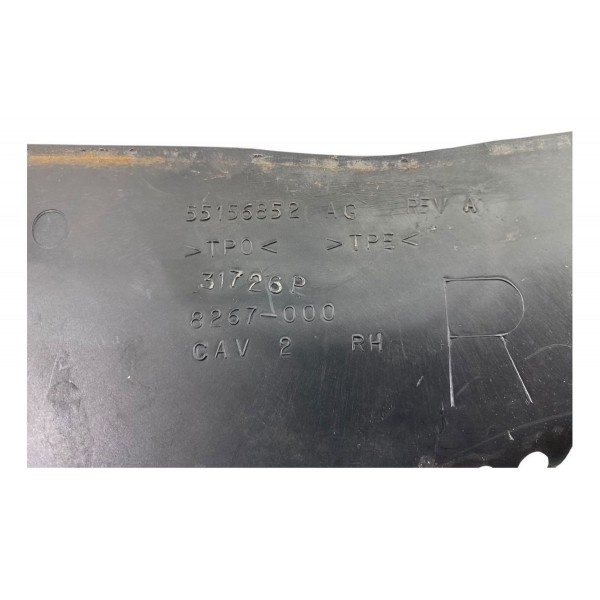 55156852 AG REV A
>TPO< >TPE<
31726P
8267-000
CAV 2 RH
R